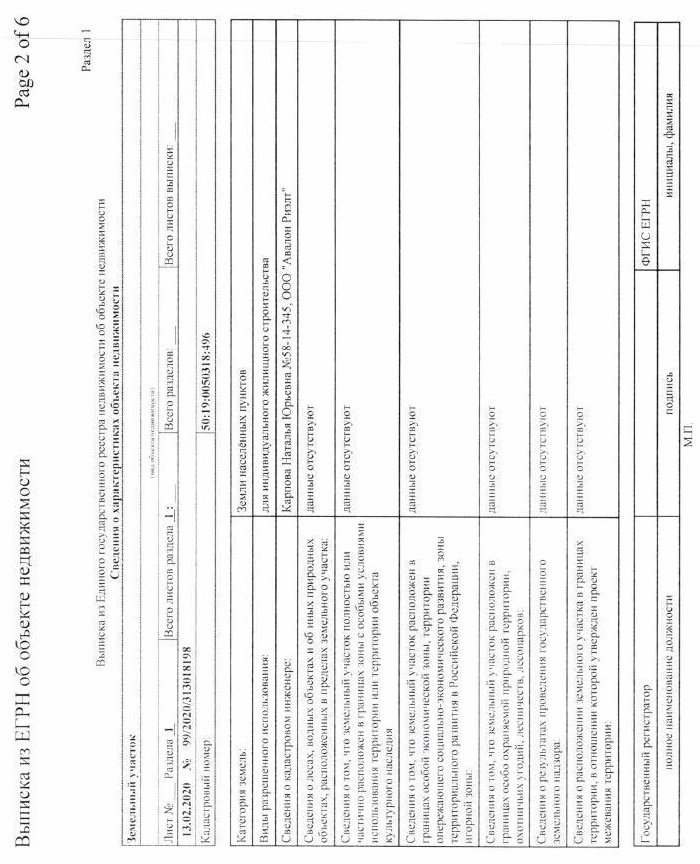 Выписка из ЕГРН об объекте недвижимости
Page 2 of 6
Раздел 1
Выписка из Единого государственного реестра недвижимости об объекте недвижимости
Сведения о характеристиках объекта недвижимости
Земельный участок
(вид объекта недвижимости)
Лист № Раздела 1 Всего листов раздела 1: Всего разделов: Всего листов выписки:
13.02.2020 № 99/2020/313018198
Кадастровый номер 50:19:0050318:496
Категория земель: Земли населённых пунктов
Виды разрешенного использования: для индивидуального жилищного строительства
Сведения о кадастровом инженере: Карпова Наталья Юрьевна №58-14-345, ООО "Авалон Риэлт"
Сведения о лесах, водных объектах и об иных природных
объектах, расположенных в пределах земельного участка:
данные отсутствуют
Сведения о том, что земельный участок полностью или
частично расположен в границах зоны с особыми условиями
использования территории или территории объекта
культурного наследия
данные отсутствуют
Сведения о том, что земельный участок расположен в
границах особой экономической зоны, территории
опережающего социально-экономического развития, зоны
территориального развития в Российской Федерации,
игорной зоны:
данные отсутствуют
Сведения о том, что земельный участок расположен в
границах особо охраняемой природной территории,
охотничьих угодий, лесничеств, лесопарков:
данные отсутствуют
Сведения о результатах проведения государственного
земельного надзора:
данные отсутствуют
Сведения о расположении земельного участка в границах
территории, в отношении которой утвержден проект
межевания территории:
данные отсутствуют
Государственный регистратор ФГИС ЕГРН
полное наименование должности подпись инициалы, фамилия
М.П.